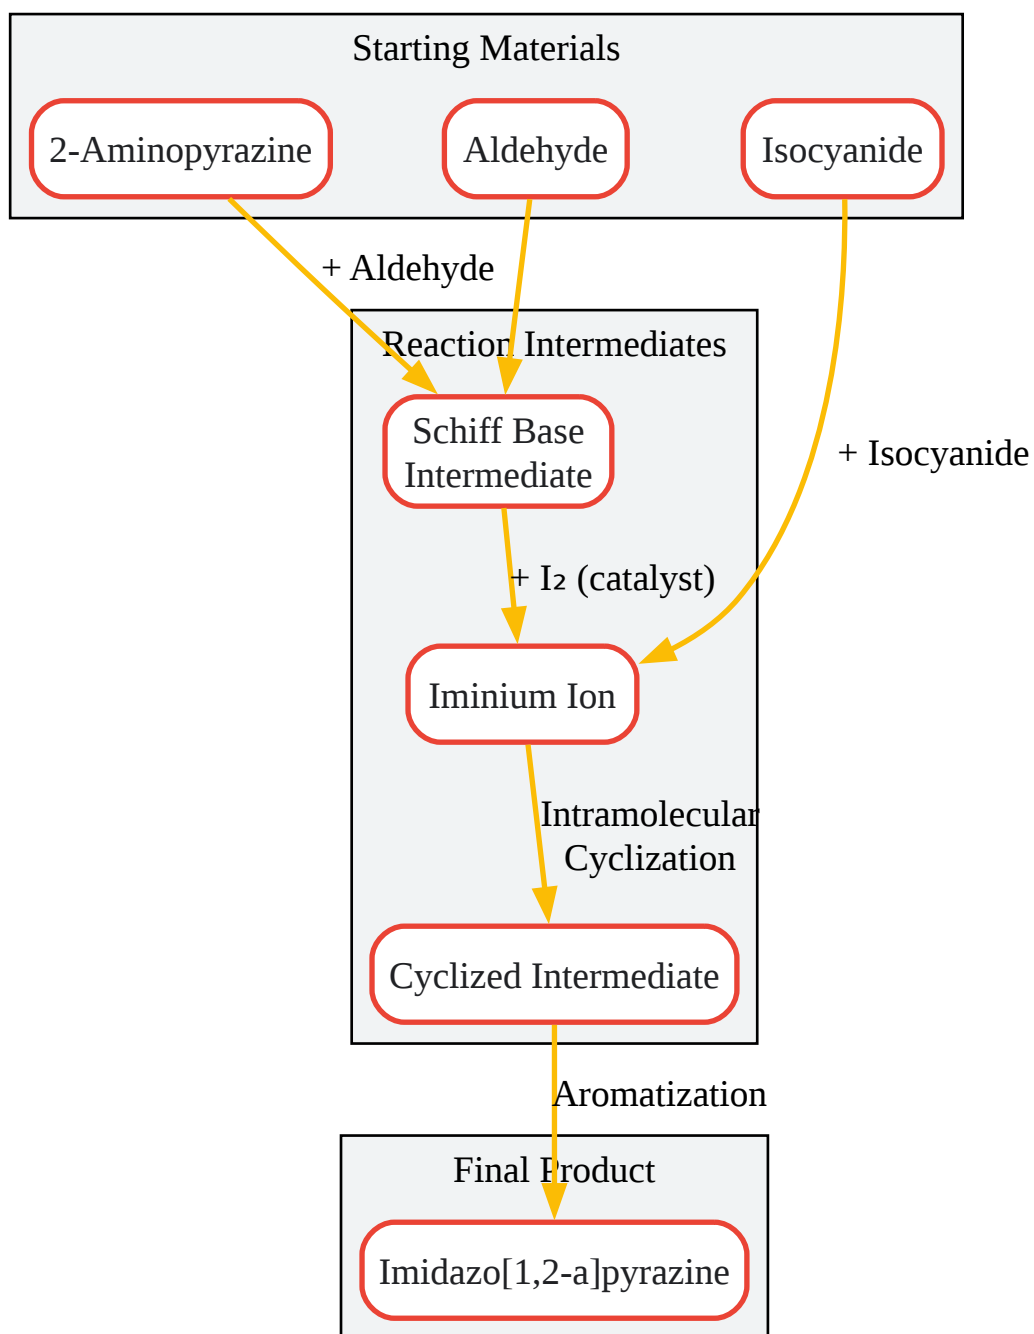 Starting Materials
2-Aminopyrazine
Aldehyde
Isocyanide
+ Aldehyde
Reaction Intermediates
Schiff Base
Intermediate
+ Isocyanide
+ I₂ (catalyst)
Iminium Ion
Intramolecular
Cyclization
Cyclized Intermediate
Aromatization
Final Product
Imidazo[1,2-a]pyrazine